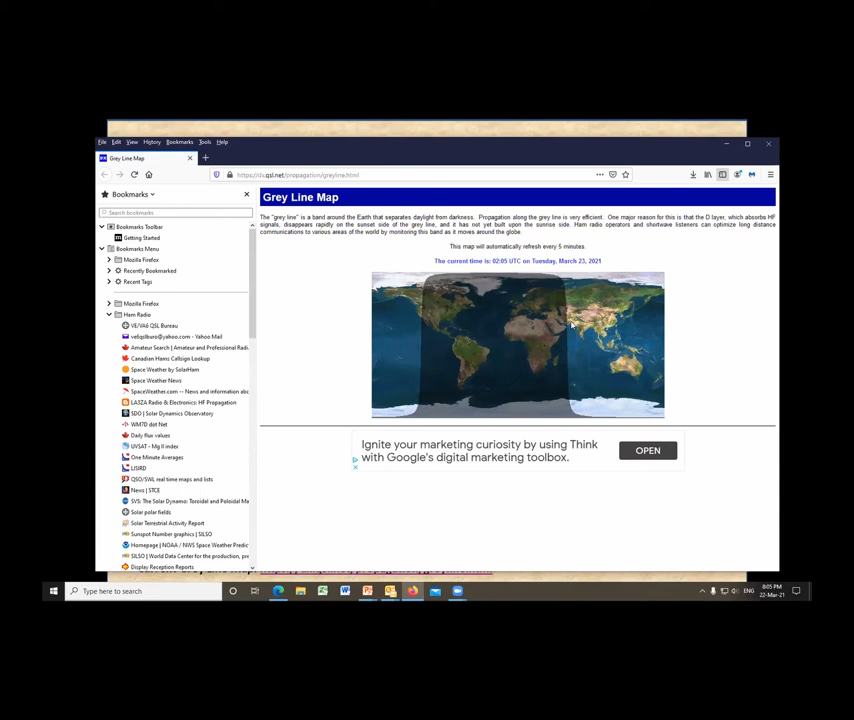 File Edit View History Bookmarks Tools Help
Grey Line Map
https://dx.qsl.net/propagation/greyline.html
Bookmarks
Search bookmarks
Bookmarks Toolbar
Getting Started
Bookmarks Menu
Mozilla Firefox
Recently Bookmarked
Recent Tags
Mozilla Firefox
Ham Radio
VE/VA6 QSL Bureau
ve6qslburo@yahoo.com - Yahoo Mail
Amateur Search | Amateur and Professional Radi
Canadian Hams Callsign Lookup
Space Weather by SolarHam
Space Weather News
SpaceWeather.com -- News and information abo
LA3ZA Radio & Electronics: HF Propagation
SDO | Solar Dynamics Observatory
WM7D dot Net
Daily flux values
UVSAT - Mg II index
One Minute Averages
LISIRD
QSO/SWL real time maps and lists
News | STCE
SVS: The Solar Dynamo: Toroidal and Poloidal Ma
Solar polar fields
Solar Terrestrial Activity Report
Sunspot Number graphics | SILSO
Homepage | NOAA / NWS Space Weather Predic
SILSO | World Data Center for the production, pre
Display Reception Reports
Grey Line Map
The "grey line" is a band around the Earth that separates daylight from darkness. Propagation along the grey line is very efficient. One major reason for this is that the D layer, which absorbs HF
signals, disappears rapidly on the sunset side of the grey line, and it has not yet built upon the sunrise side. Ham radio operators and shortwave listeners can optimize long distance
communications to various areas of the world by monitoring this band as it moves around the globe.
This map will automatically refresh every 5 minutes.
The current time is: 02:05 UTC on Tuesday, March 23, 2021
Ignite your marketing curiosity by using Think
with Google's digital marketing toolbox.
OPEN
Type here to search
ENG
8:05 PM
22-Mar-21